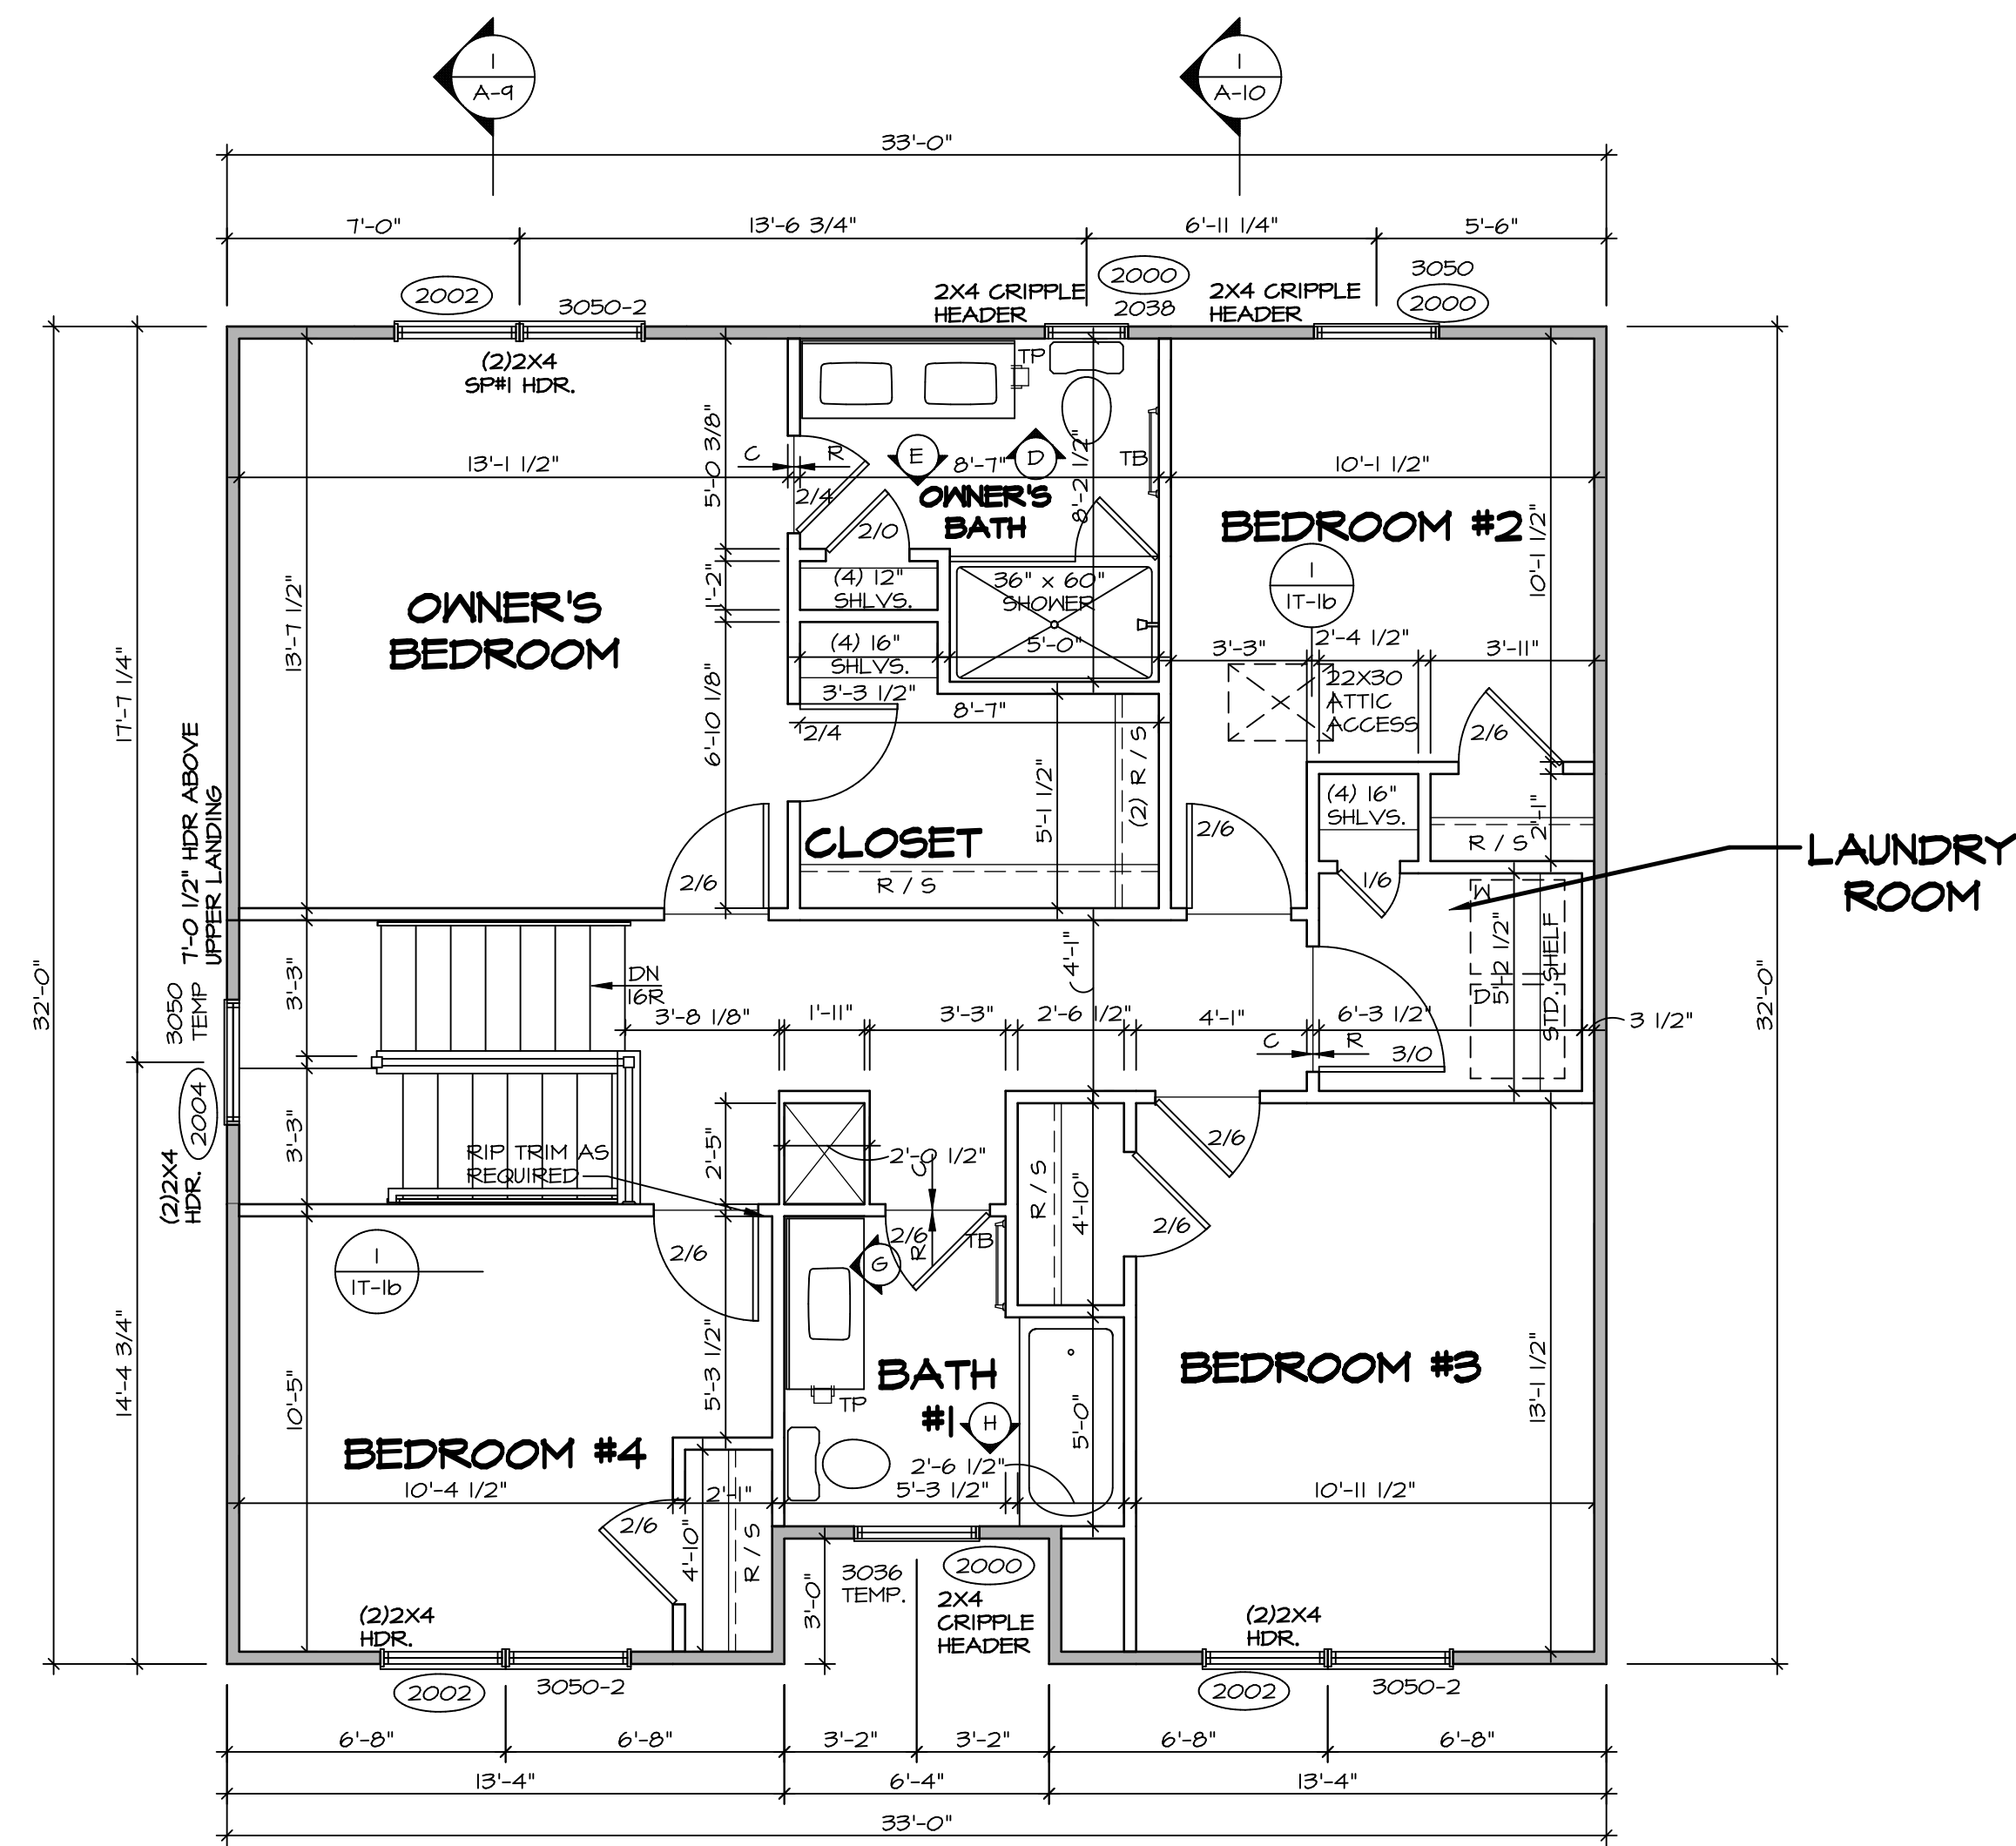 1
A-9
1
A-10
33'-0"
7'-0"
13'-6 3/4"
6'-11 1/4"
5'-6"
2002
3050-2
2X4 CRIPPLE
HEADER
2000
2038
2X4 CRIPPLE
HEADER
3050
2000
(2)2X4
SP#1 HDR.
TP
5'-0 3/8"
C
R
E
8'-7"
D
8'-2 1/2"
TB
13'-1 1/2"
10'-1 1/2"
2/4
OWNER'S
BATH
2/0
BEDROOM #2
10'-1 1/2"
1
1T-1b
13'-7 1/2"
1'-2"
(4) 12"
SHLVS.
36" x 60"
SHOWER
OWNER'S
BEDROOM
(4) 16"
SHLVS.
5'-0"
3'-3"
2'-4 1/2"
3'-11"
17'-7 1/4"
6'-10 1/8"
3'-3 1/2"
8'-7"
22X30
ATTIC
ACCESS
2/4
2/6
7'-0 1/2" HDR ABOVE
UPPER LANDING
5'-1 1/2"
(2) R / S
(4) 16"
SHLVS.
2'-1"
2/6
CLOSET
R / S
LAUNDRY
ROOM
2/6
R / S
1/6
W
32'-0"
3'-3"
DN
16R
4'-1"
5'-2 1/2"
STD. SHELF
D
32'-0"
3050
TEMP
3'-8 1/8"
1'-11"
3'-3"
2'-6 1/2"
4'-1"
6'-3 1/2"
3 1/2"
C
R
3/0
2004
(2)2X4
HDR.
3'-3"
RIP TRIM AS
REQUIRED
2'-5"
2'-0 1/2"
C
R / S
4'-10"
2/6
2/6
1
1T-1b
2/6
2/6
R
TB
G
14'-4 3/4"
10'-5"
5'-3 1/2"
BATH
#1
TP
H
5'-0"
BEDROOM #3
13'-1 1/2"
BEDROOM #4
10'-4 1/2"
2'-1"
2'-6 1/2"
5'-3 1/2"
10'-11 1/2"
2/6
4'-10"
R / S
3'-0"
3036
TEMP.
2000
2X4
CRIPPLE
HEADER
(2)2X4
HDR.
(2)2X4
HDR.
2002
3050-2
2002
3050-2
6'-8"
6'-8"
3'-2"
3'-2"
6'-8"
6'-8"
13'-4"
6'-4"
13'-4"
33'-0"